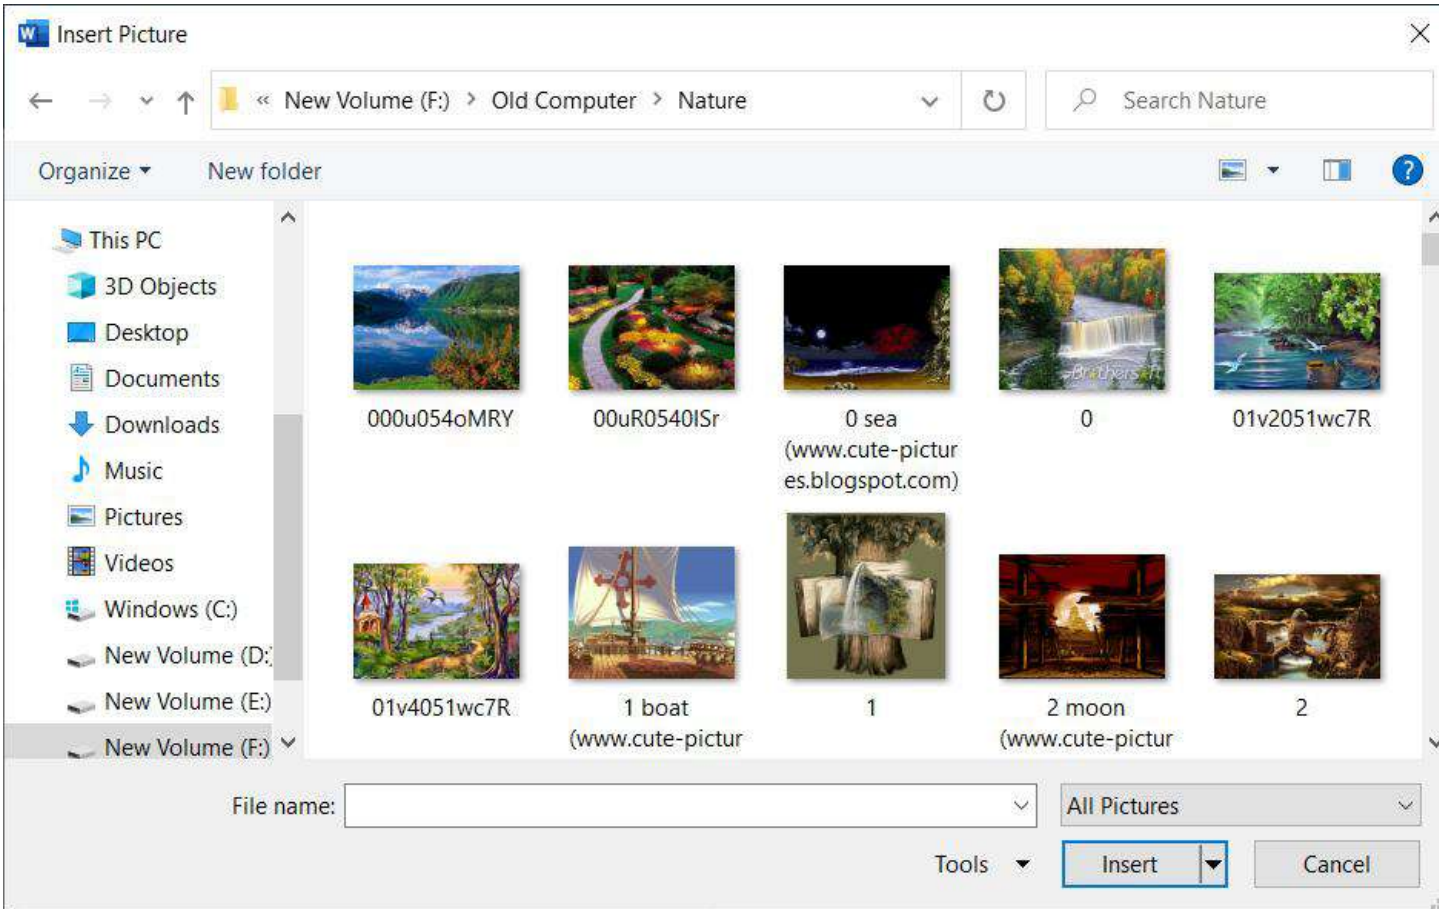 Insert Picture
« New Volume (F:) > Old Computer > Nature
Search Nature
Organize
New folder
This PC
3D Objects
Desktop
Documents
Downloads
Music
Pictures
Videos
Windows (C:)
New Volume (D:
New Volume (E:)
New Volume (F:)
000u054oMRY
00uR0540ISr
0 sea
(www.cute-pictur
es.blogspot.com)
0
01v2051wc7R
01v4051wc7R
1 boat
(www.cute-pictur
1
2 moon
(www.cute-pictur
2
File name:
All Pictures
Tools
Insert
Cancel